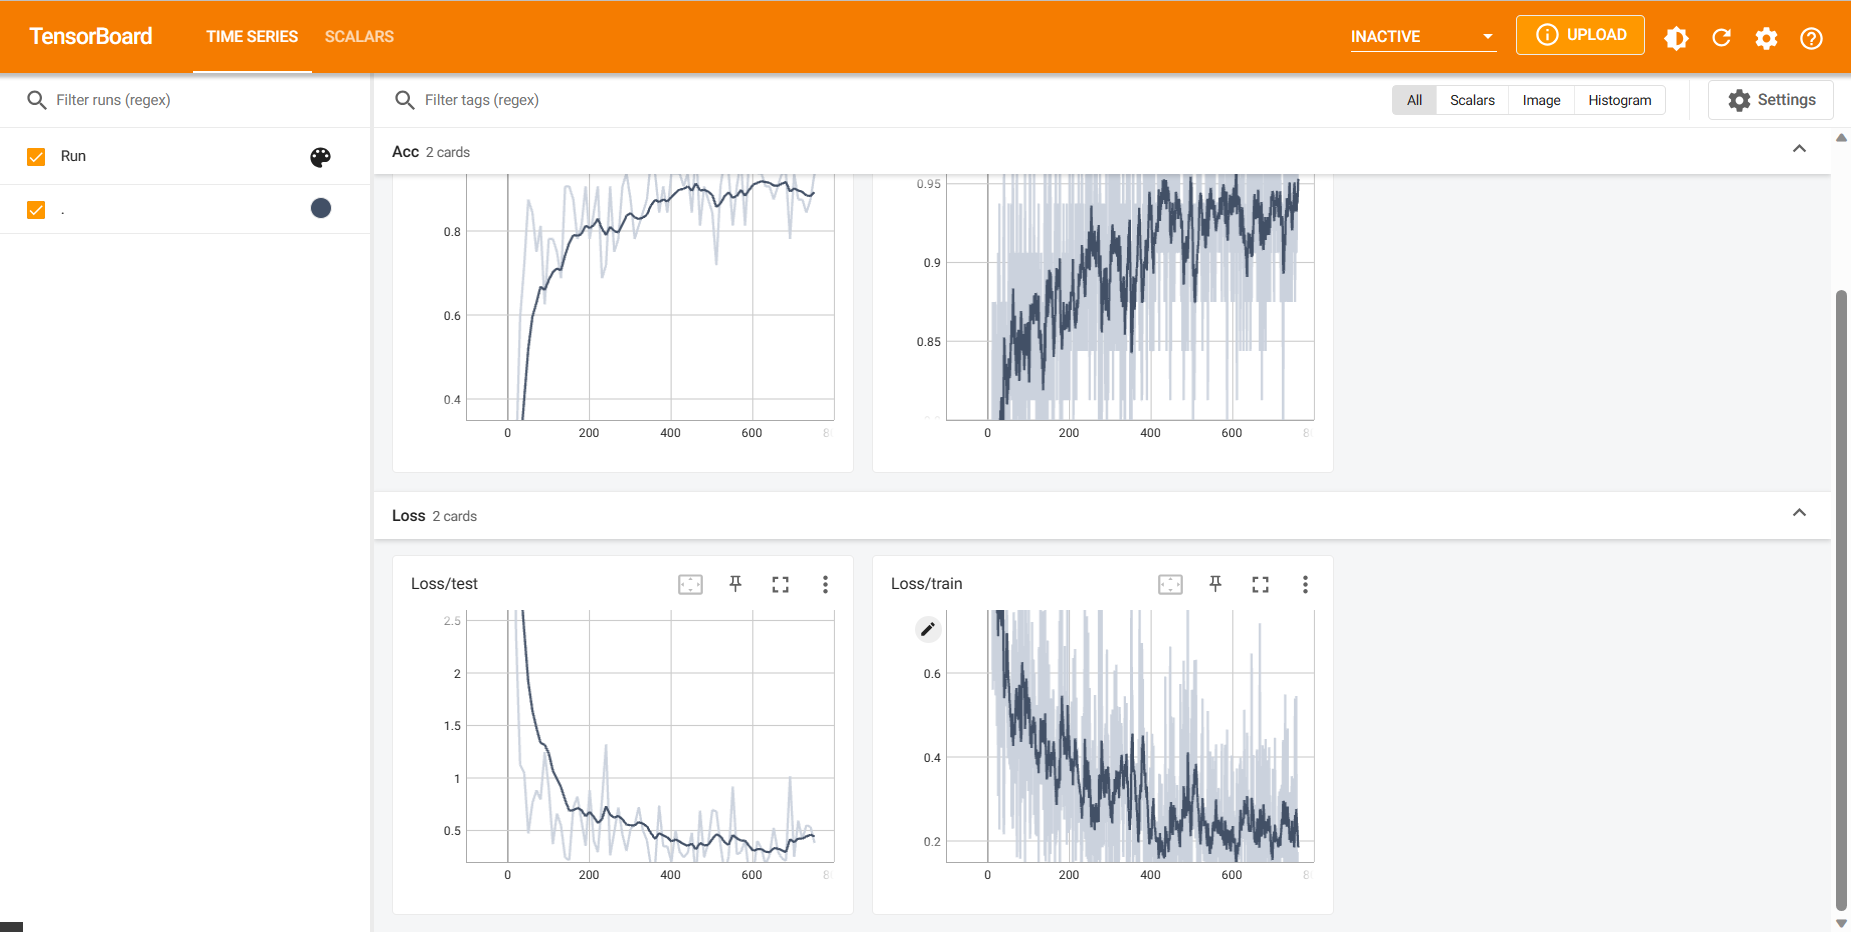 TensorBoard
TIME SERIES
SCALARS
INACTIVE
UPLOAD
Filter runs (regex)
Filter tags (regex)
All
Scalars
Image
Histogram
Settings
Run
.
Acc 2 cards
0.8
0.6
0.4
0 200 400 600
0.95
0.9
0.85
0 200 400 600
Loss 2 cards
Loss/test
2.5
2
1.5
1
0.5
0 200 400 600
Loss/train
0.6
0.4
0.2
0 200 400 600